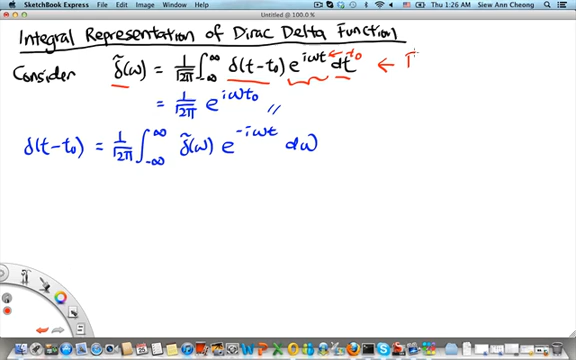 SketchBook Express File Edit Window Help Thu 1:26 AM Siew Ann Cheong
Untitled @ 100.0 %
Integral Representation of Dirac Delta Function
Consider δ̃(ω) = 1/√2π ∫_{-∞}^{∞} δ(t-t₀) e^{iωt} dt ← t₀ ←
= 1/√2π e^{iωt₀} //
δ(t-t₀) = 1/√2π ∫_{-∞}^{∞} δ̃(ω) e^{-iωt} dω